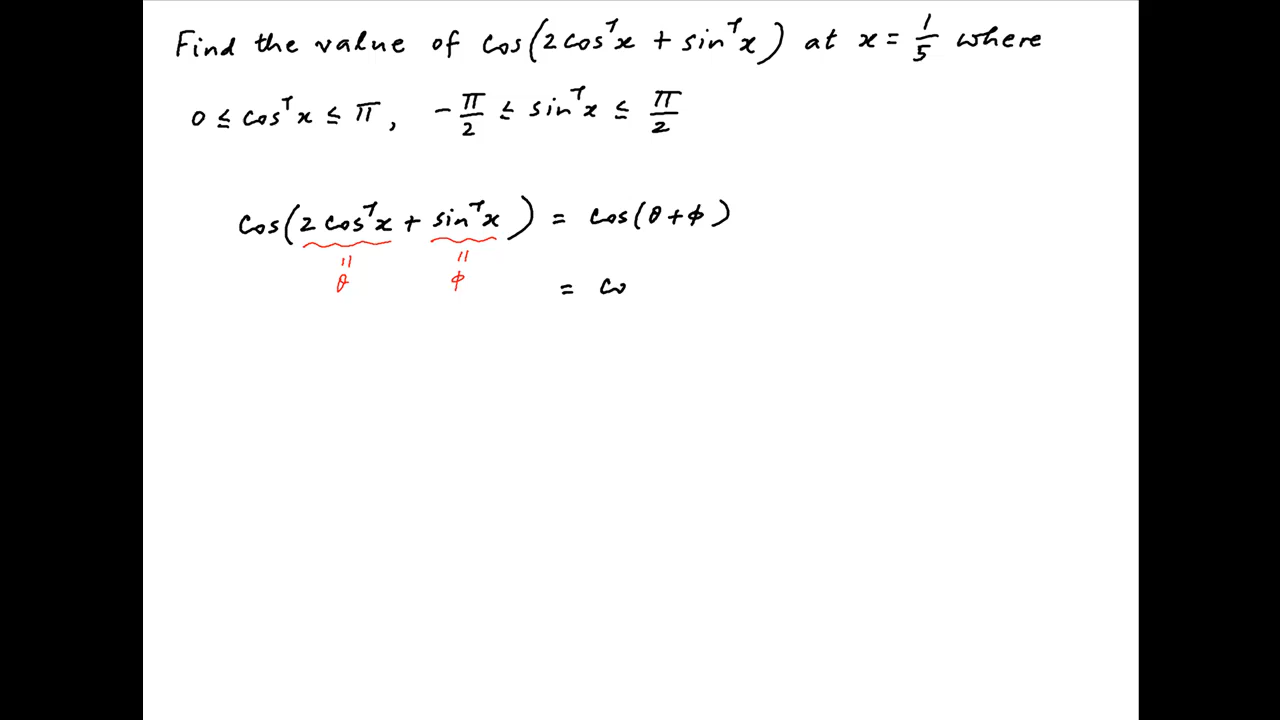 Find the value of cos(2cos⁻¹x + sin⁻¹x) at x = 1/5 where
0 ≤ cos⁻¹x ≤ π, -π/2 ≤ sin⁻¹x ≤ π/2
cos(2cos⁻¹x + sin⁻¹x) = cos(θ+ϕ)
= θ = ϕ
= co